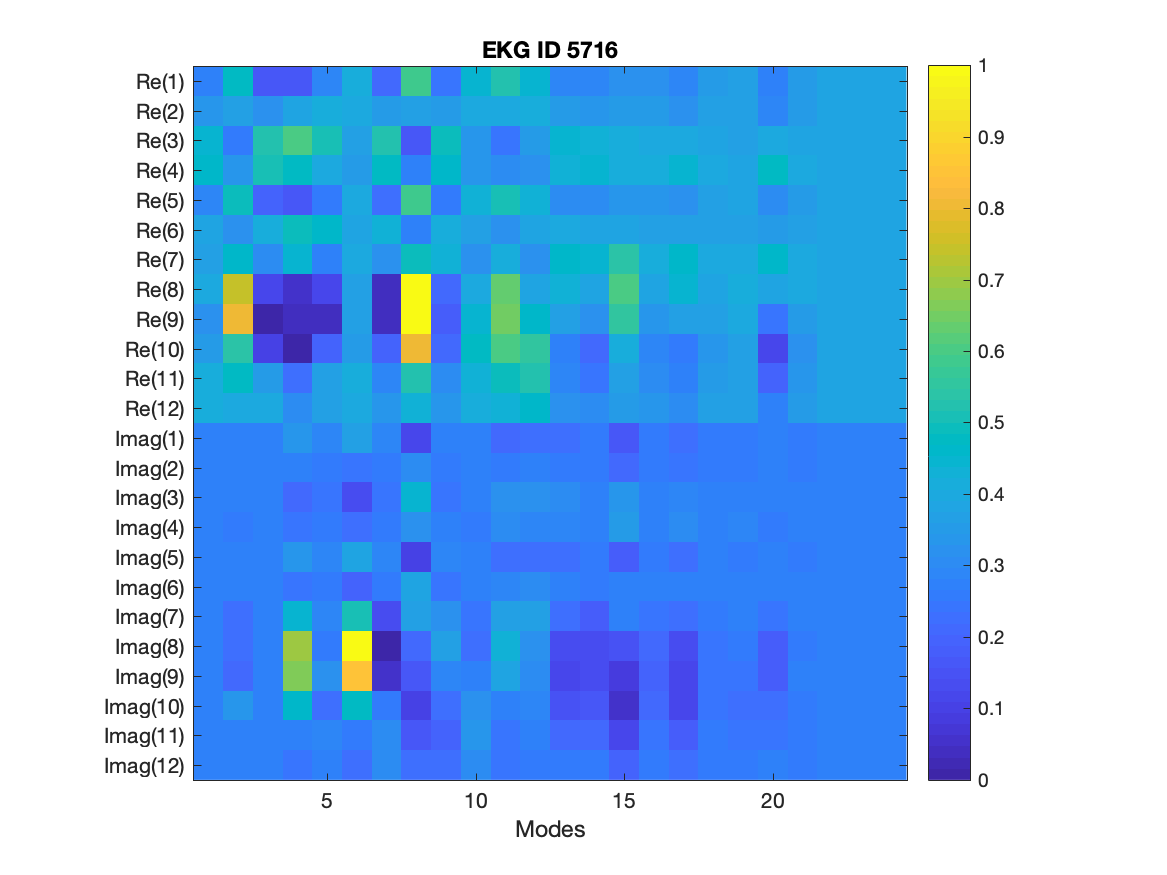 EKG ID 5716
Re(1)
Re(2)
Re(3)
Re(4)
Re(5)
Re(6)
Re(7)
Re(8)
Re(9)
Re(10)
Re(11)
Re(12)
Imag(1)
Imag(2)
Imag(3)
Imag(4)
Imag(5)
Imag(6)
Imag(7)
Imag(8)
Imag(9)
Imag(10)
Imag(11)
Imag(12)
5 10 15 20
Modes
1
0.9
0.8
0.7
0.6
0.5
0.4
0.3
0.2
0.1
0